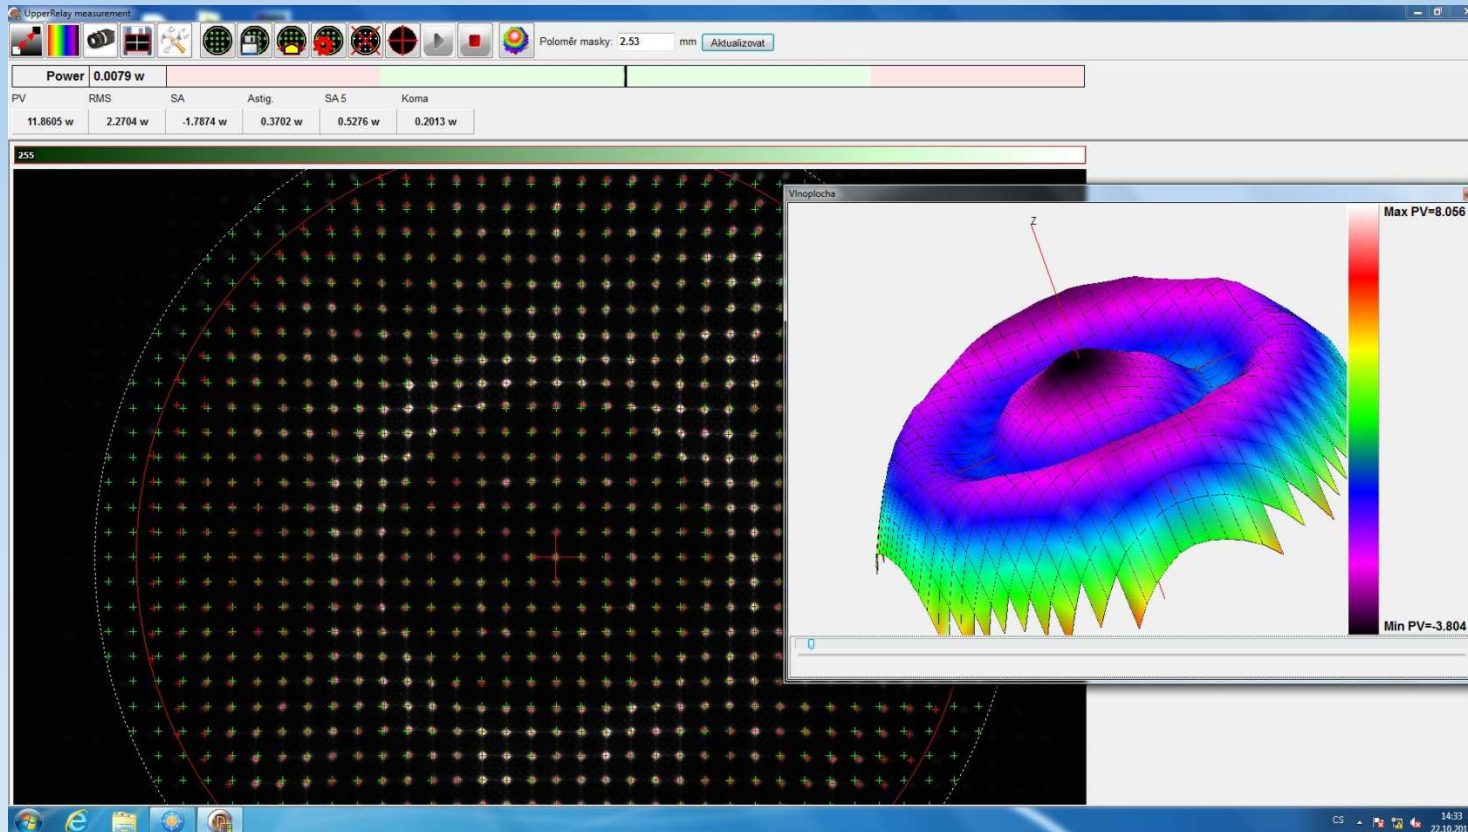 UpperRelay measurement
Poloměr masky: 2.53 mm Aktualizovat
Power 0.0079 w
PV RMS SA Astig. SA 5 Koma
11.8605 w 2.2704 w -1.7874 w 0.3702 w 0.5276 w 0.2013 w
255
Vlnoplocha
Max PV=8.056
Z
Min PV=-3.804
CS 14:33